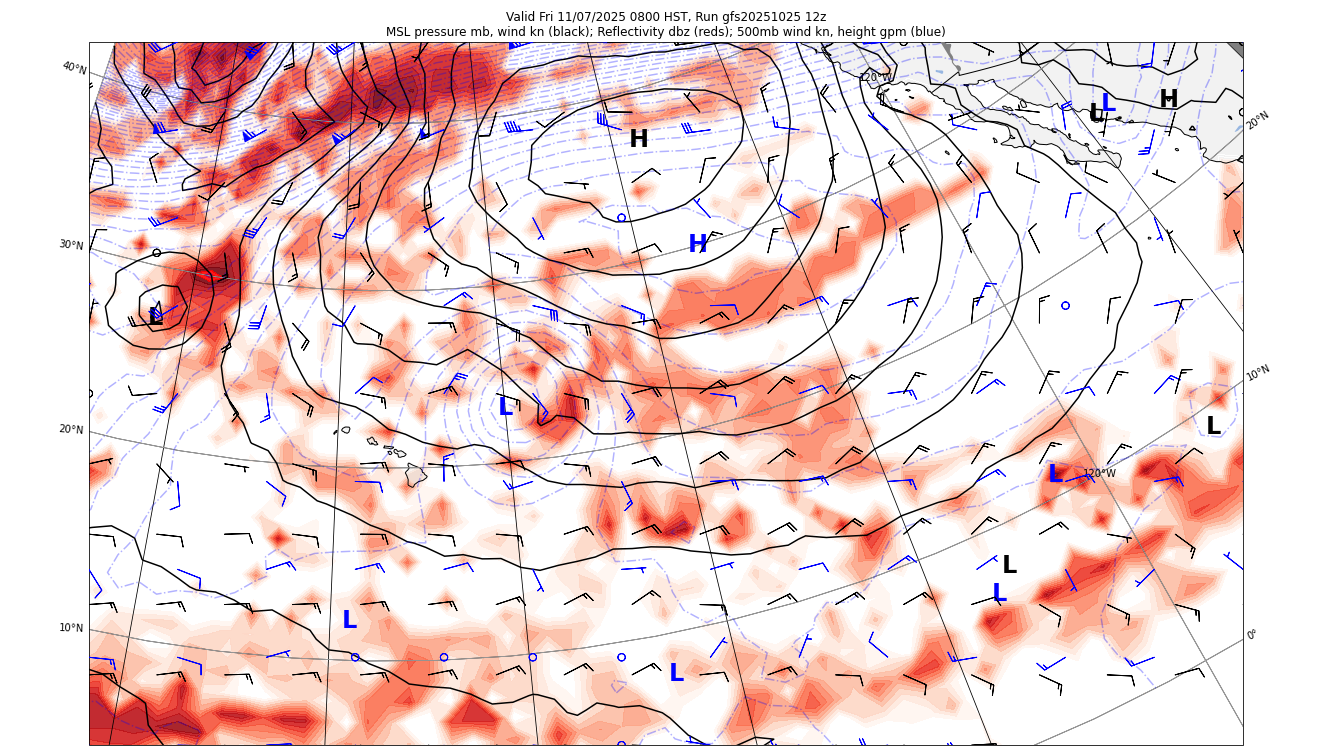 Valid Fri 11/07/2025 0800 HST, Run gfs20251025 12z
MSL pressure mb, wind kn (black); Reflectivity dbz (reds); 500mb wind kn, height gpm (blue)
40°N
120°W
L
H
L
20°N
H
30°N
H
L
10°N
L
L
20°N
L
120°W
L
L
L
10°N
0°
L